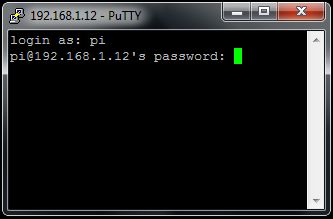 192.168.1.12 - PuTTY
login as: pi
pi@192.168.1.12's password: